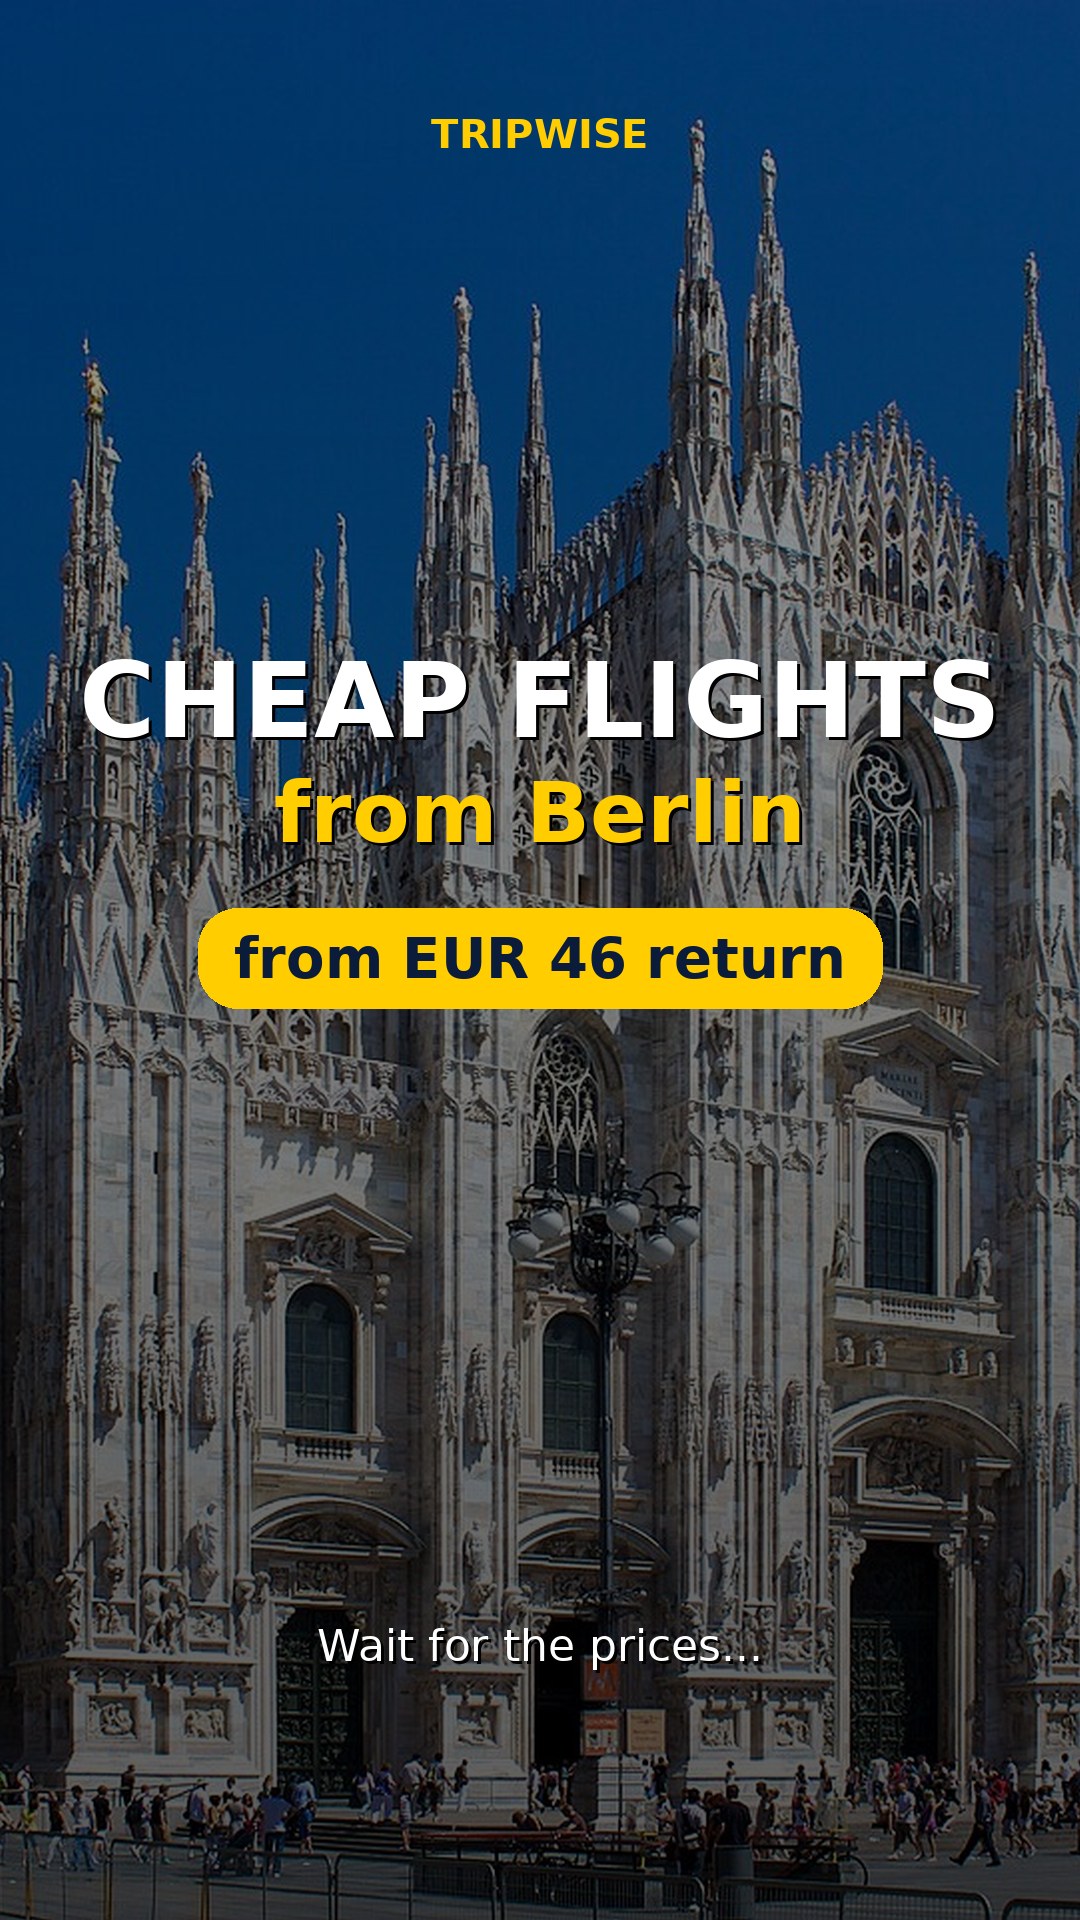 TRIPWISE
CHEAP FLIGHTS
from Berlin
from EUR 46 return
Wait for the prices...